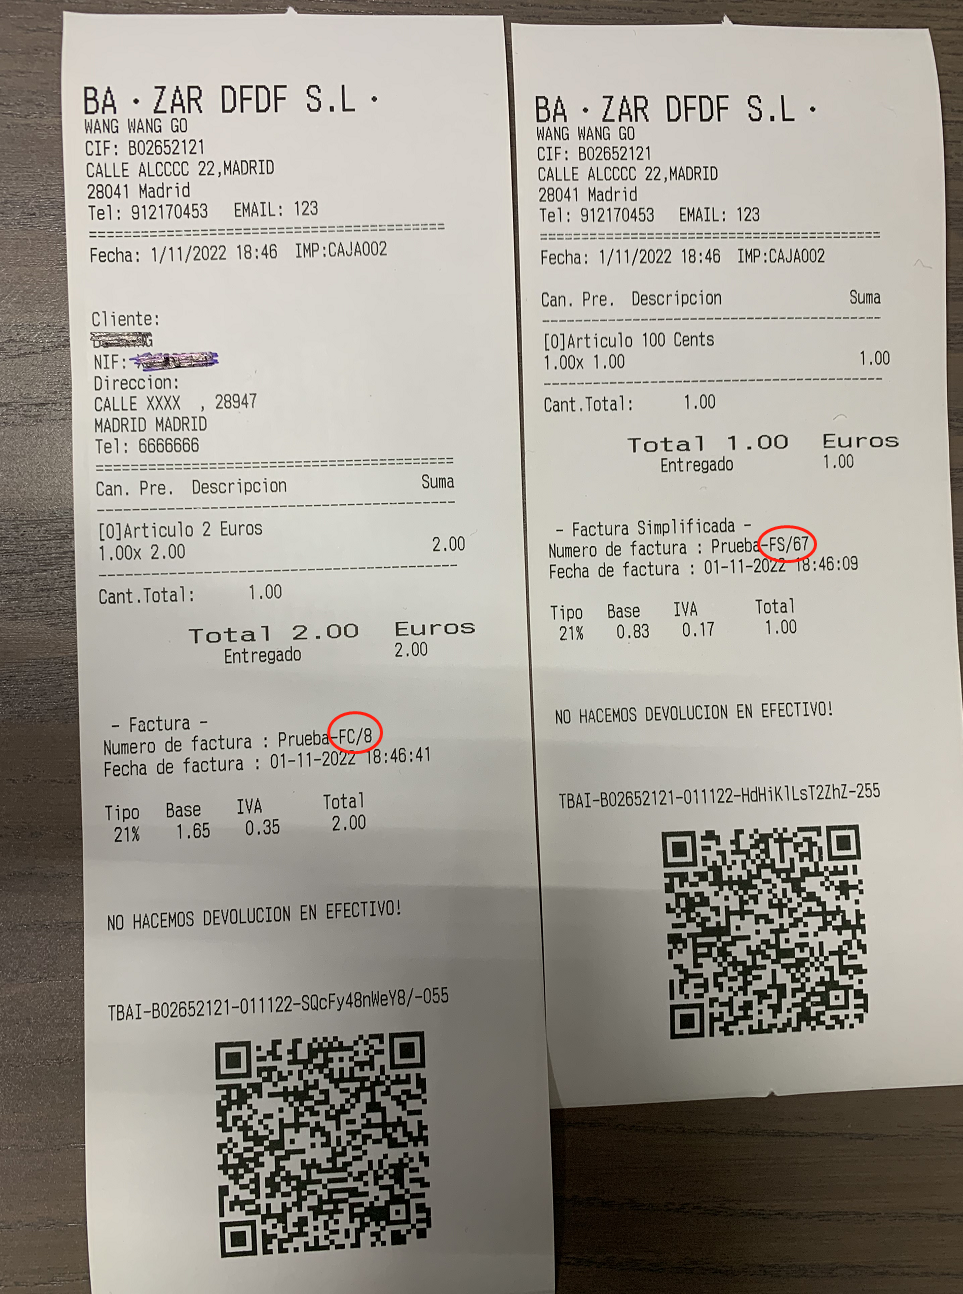 BA · ZAR DFDF S.L ·
WANG WANG GO
CIF: B02652121
CALLE ALCCCC 22,MADRID
28041 Madrid
Tel: 912170453 EMAIL: 123
========================================
Fecha: 1/11/2022 18:46 IMP:CAJA002
Cliente:
NIF:
Direccion:
CALLE XXXX , 28947
MADRID MADRID
Tel: 6666666
========================================
Can. Pre. Descripcion Suma
----------------------------------------
[0]Articulo 2 Euros
1.00x 2.00 2.00
----------------------------------------
Cant.Total: 1.00
Total 2.00 Euros
Entregado 2.00
- Factura -
Numero de factura : Prueba-FC/8
Fecha de factura : 01-11-2022 18:46:41
Tipo Base IVA Total
21% 1.65 0.35 2.00
NO HACEMOS DEVOLUCION EN EFECTIVO!
TBAI-B02652121-011122-SQcFy48nWeY8/-055
BA · ZAR DFDF S.L ·
WANG WANG GO
CIF: B02652121
CALLE ALCCCC 22,MADRID
28041 Madrid
Tel: 912170453 EMAIL: 123
========================================
Fecha: 1/11/2022 18:46 IMP:CAJA002
Can. Pre. Descripcion Suma
----------------------------------------
[0]Articulo 100 Cents
1.00x 1.00 1.00
----------------------------------------
Cant.Total: 1.00
Total 1.00 Euros
Entregado 1.00
- Factura Simplificada -
Numero de factura : Prueba-FS/67
Fecha de factura : 01-11-2022 18:46:09
Tipo Base IVA Total
21% 0.83 0.17 1.00
NO HACEMOS DEVOLUCION EN EFECTIVO!
TBAI-B02652121-011122-HdHiKlLsT2ZhZ-255